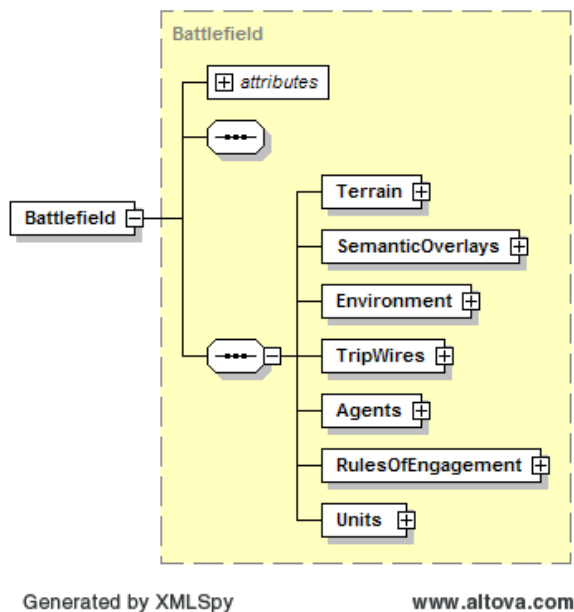 Battlefield
attributes
Battlefield
Terrain
SemanticOverlays
Environment
TripWires
Agents
RulesOfEngagement
Units
Generated by XMLSpy
www.altova.com